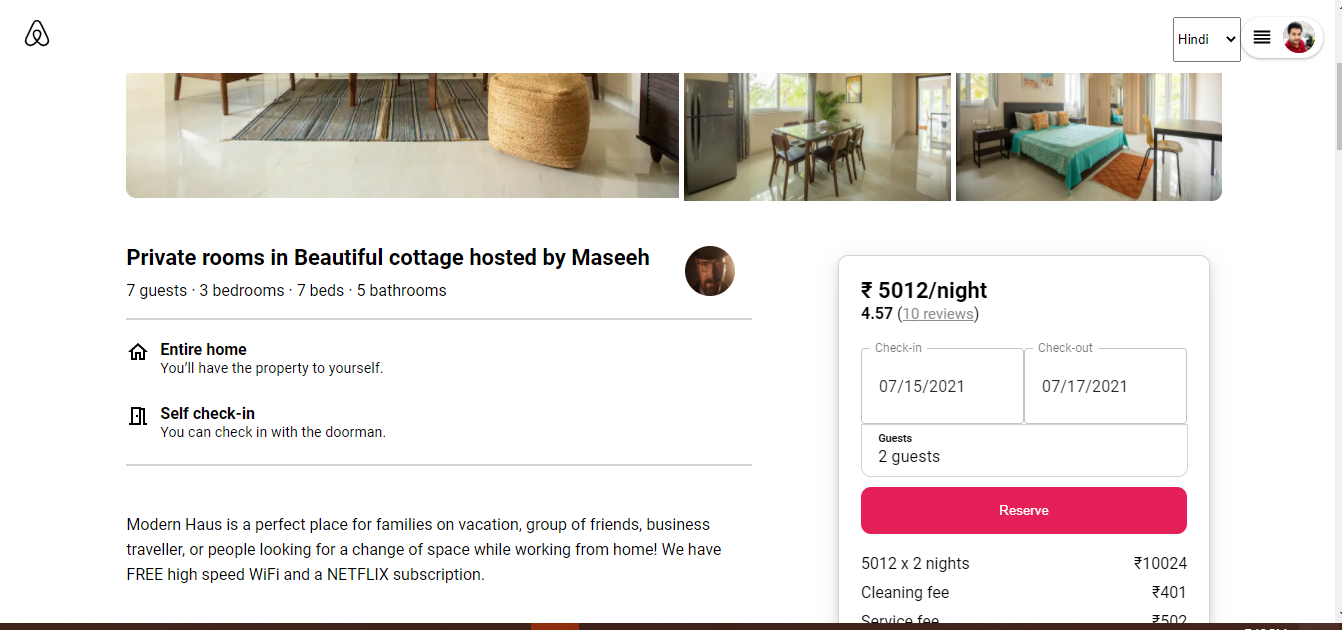 Hindi
Private rooms in Beautiful cottage hosted by Maseeh
7 guests · 3 bedrooms · 7 beds · 5 bathrooms
Entire home
You’ll have the property to yourself.
Self check-in
You can check in with the doorman.
Modern Haus is a perfect place for families on vacation, group of friends, business
traveller, or people looking for a change of space while working from home! We have
FREE high speed WiFi and a NETFLIX subscription.
₹ 5012/night
4.57 (10 reviews)
Check-in
Check-out
07/15/2021
07/17/2021
Guests
2 guests
Reserve
5012 x 2 nights ₹10024
Cleaning fee ₹401
Service fee ₹502